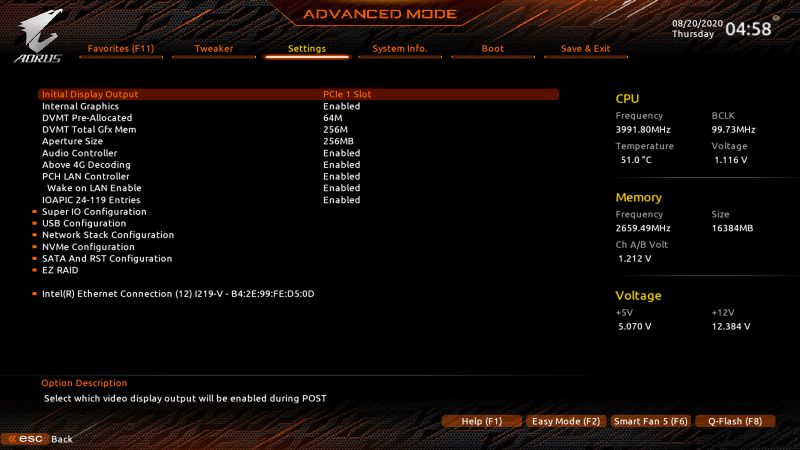 ADVANCED MODE
AORUS
08/20/2020 Thursday 04:58
Favorites (F11) Tweaker Settings System Info. Boot Save & Exit
Initial Display Output PCIe 1 Slot
Internal Graphics Enabled
DVMT Pre-Allocated 64M
DVMT Total Gfx Mem 256M
Aperture Size 256MB
Audio Controller Enabled
Above 4G Decoding Enabled
PCH LAN Controller Enabled
Wake on LAN Enable Enabled
IOAPIC 24-119 Entries Enabled
Super IO Configuration
USB Configuration
Network Stack Configuration
NVMe Configuration
SATA And RST Configuration
EZ RAID
Intel(R) Ethernet Connection (12) I219-V - B4:2E:99:FE:D5:0D
CPU
Frequency BCLK
3991.80MHz 99.73MHz
Temperature Voltage
51.0 °C 1.116 V
Memory
Frequency Size
2659.49MHz 16384MB
Ch A/B Volt
1.212 V
Voltage
+5V +12V
5.070 V 12.384 V
Option Description
Select which video display output will be enabled during POST
Help (F1) Easy Mode (F2) Smart Fan 5 (F6) Q-Flash (F8)
esc Back